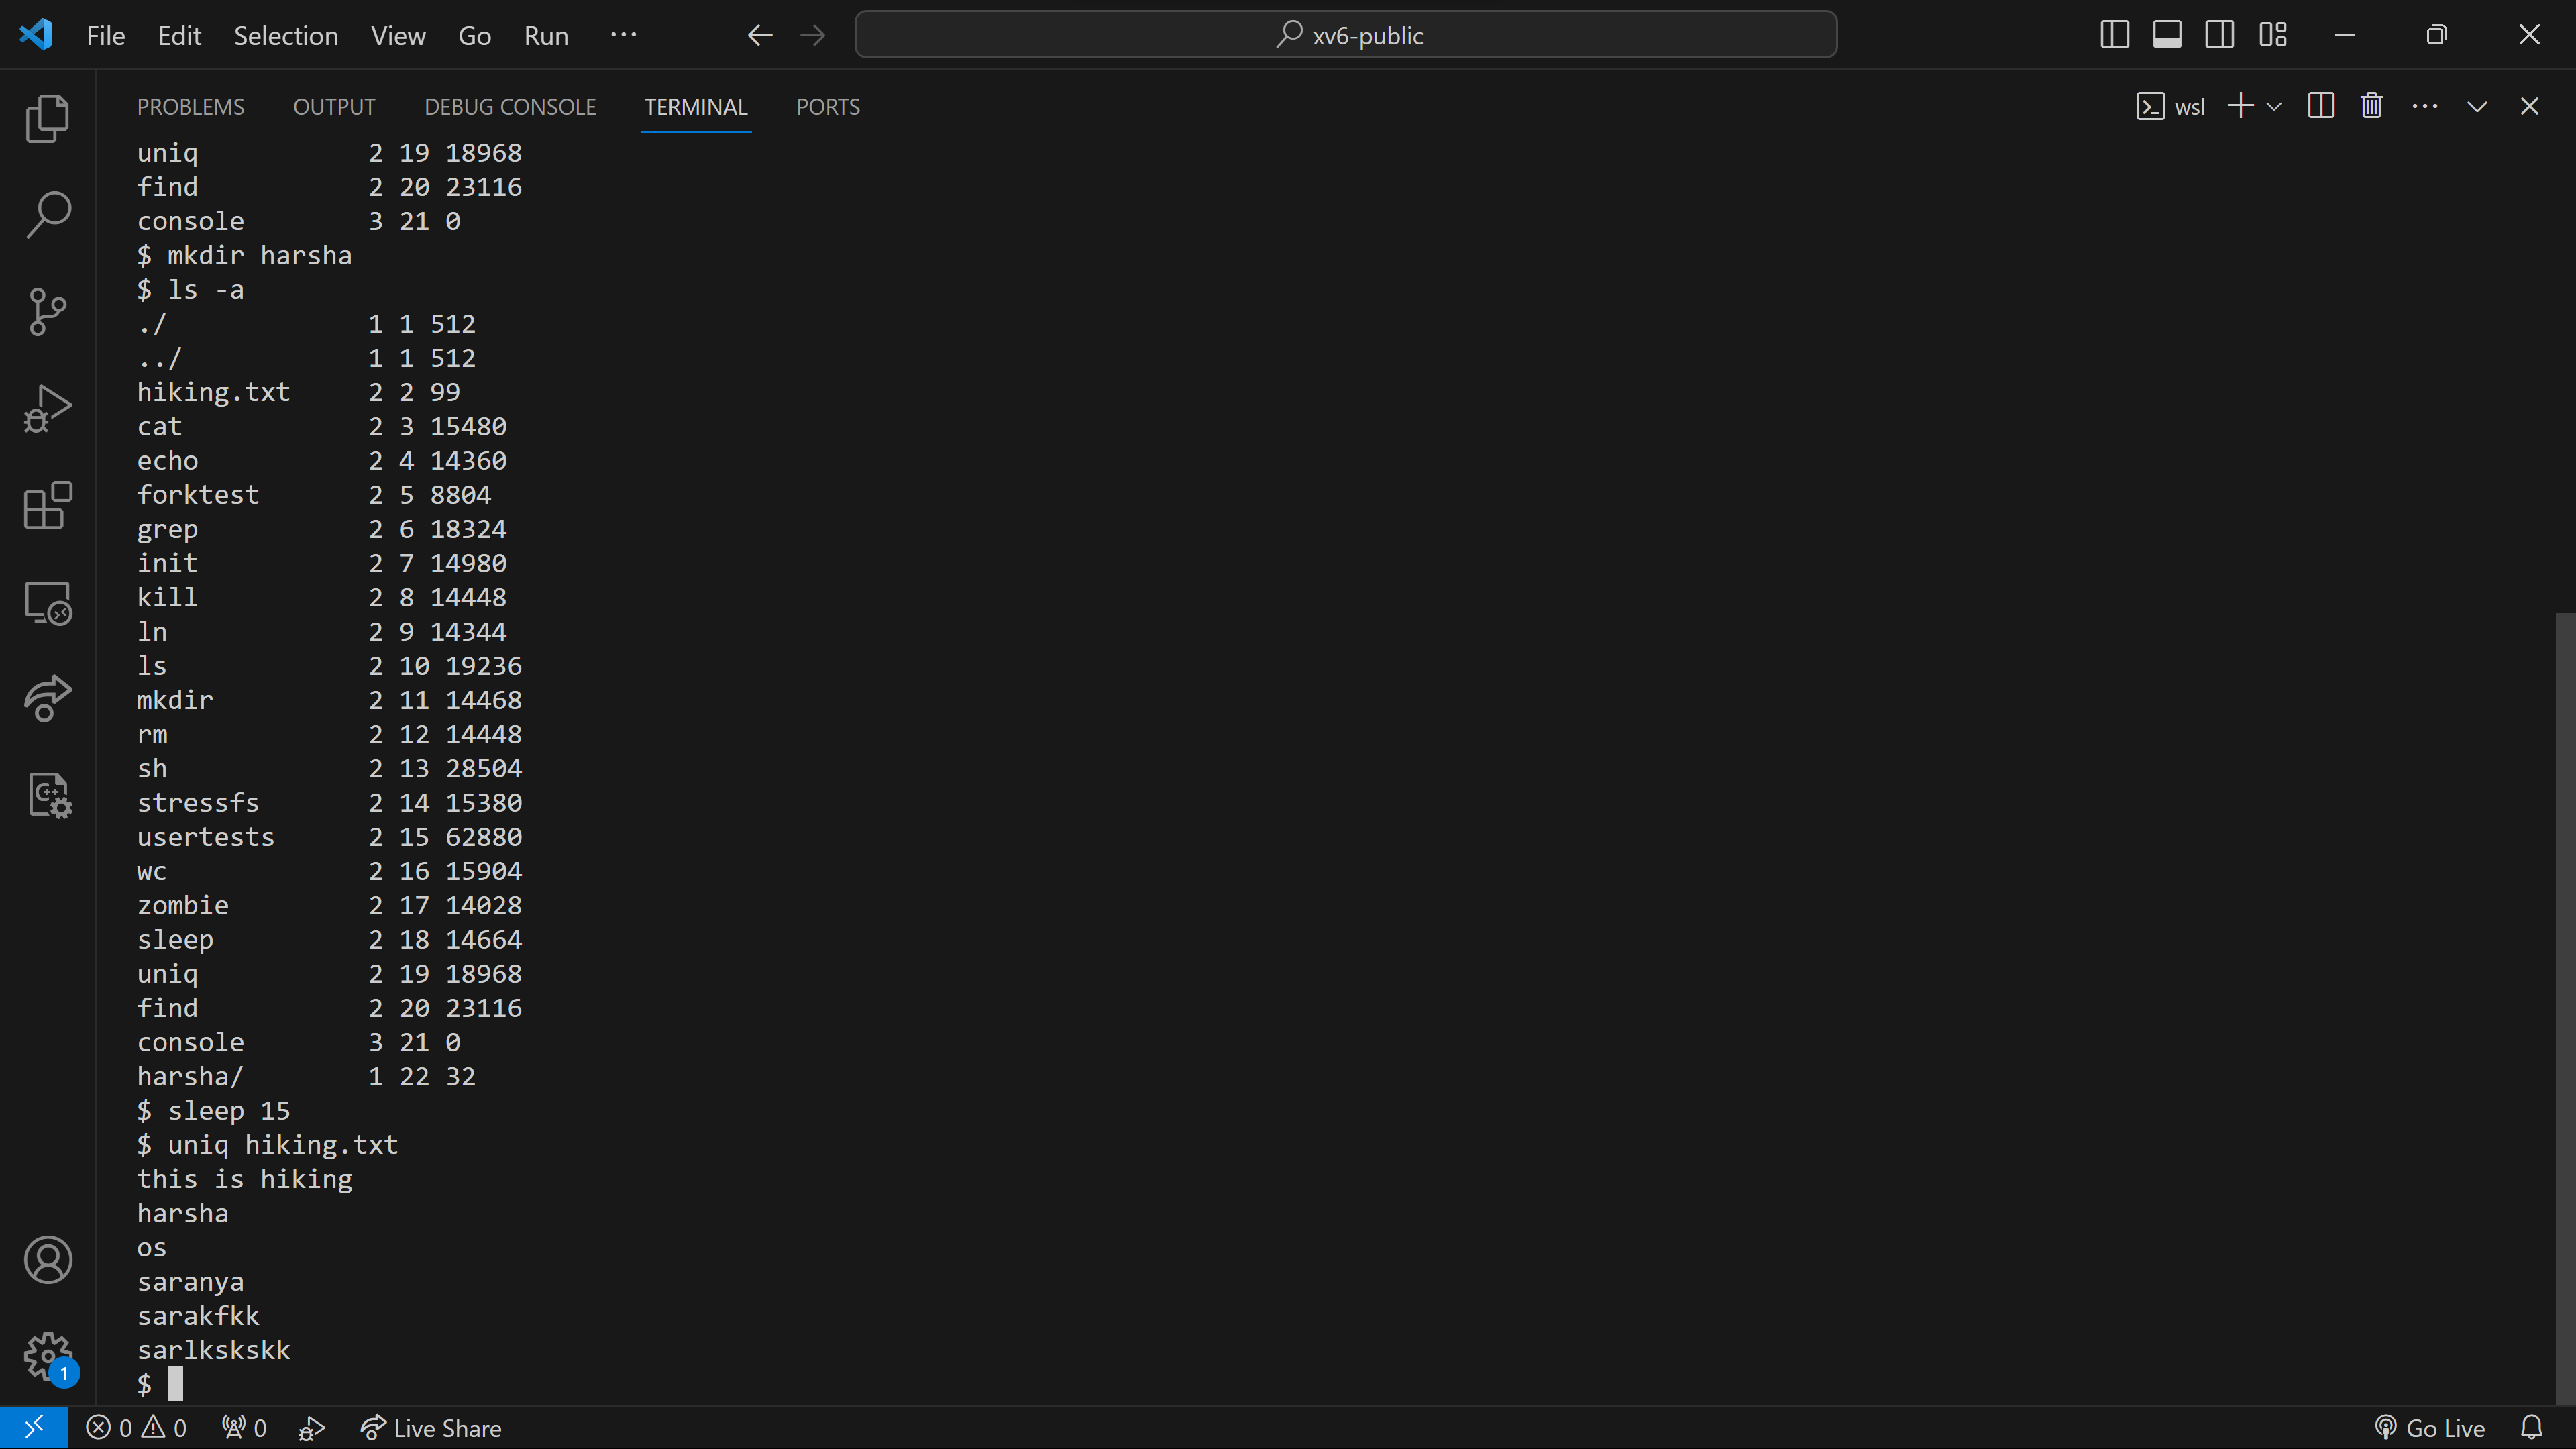 File Edit Selection View Go Run ··· xv6-public
PROBLEMS OUTPUT DEBUG CONSOLE TERMINAL PORTS wsl
uniq 2 19 18968
find 2 20 23116
console 3 21 0
$ mkdir harsha
$ ls -a
./ 1 1 512
../ 1 1 512
hiking.txt 2 2 99
cat 2 3 15480
echo 2 4 14360
forktest 2 5 8804
grep 2 6 18324
init 2 7 14980
kill 2 8 14448
ln 2 9 14344
ls 2 10 19236
mkdir 2 11 14468
rm 2 12 14448
sh 2 13 28504
stressfs 2 14 15380
usertests 2 15 62880
wc 2 16 15904
zombie 2 17 14028
sleep 2 18 14664
uniq 2 19 18968
find 2 20 23116
console 3 21 0
harsha/ 1 22 32
$ sleep 15
$ uniq hiking.txt
this is hiking
harsha
os
saranya
sarakfkk
sarlkskskk
$
1
0 0 0 Live Share Go Live